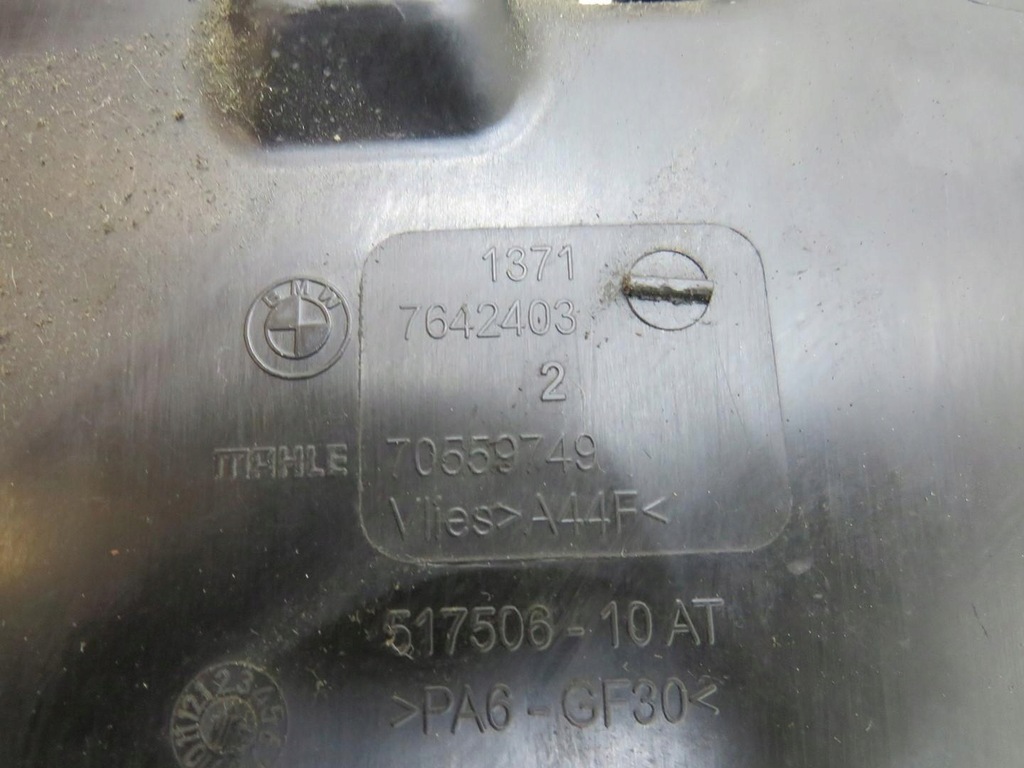 1371
7642403
2
BMW
MAHLE 70559749
Vlies>A44F<
517506-10 AT
>PA6-GF30<